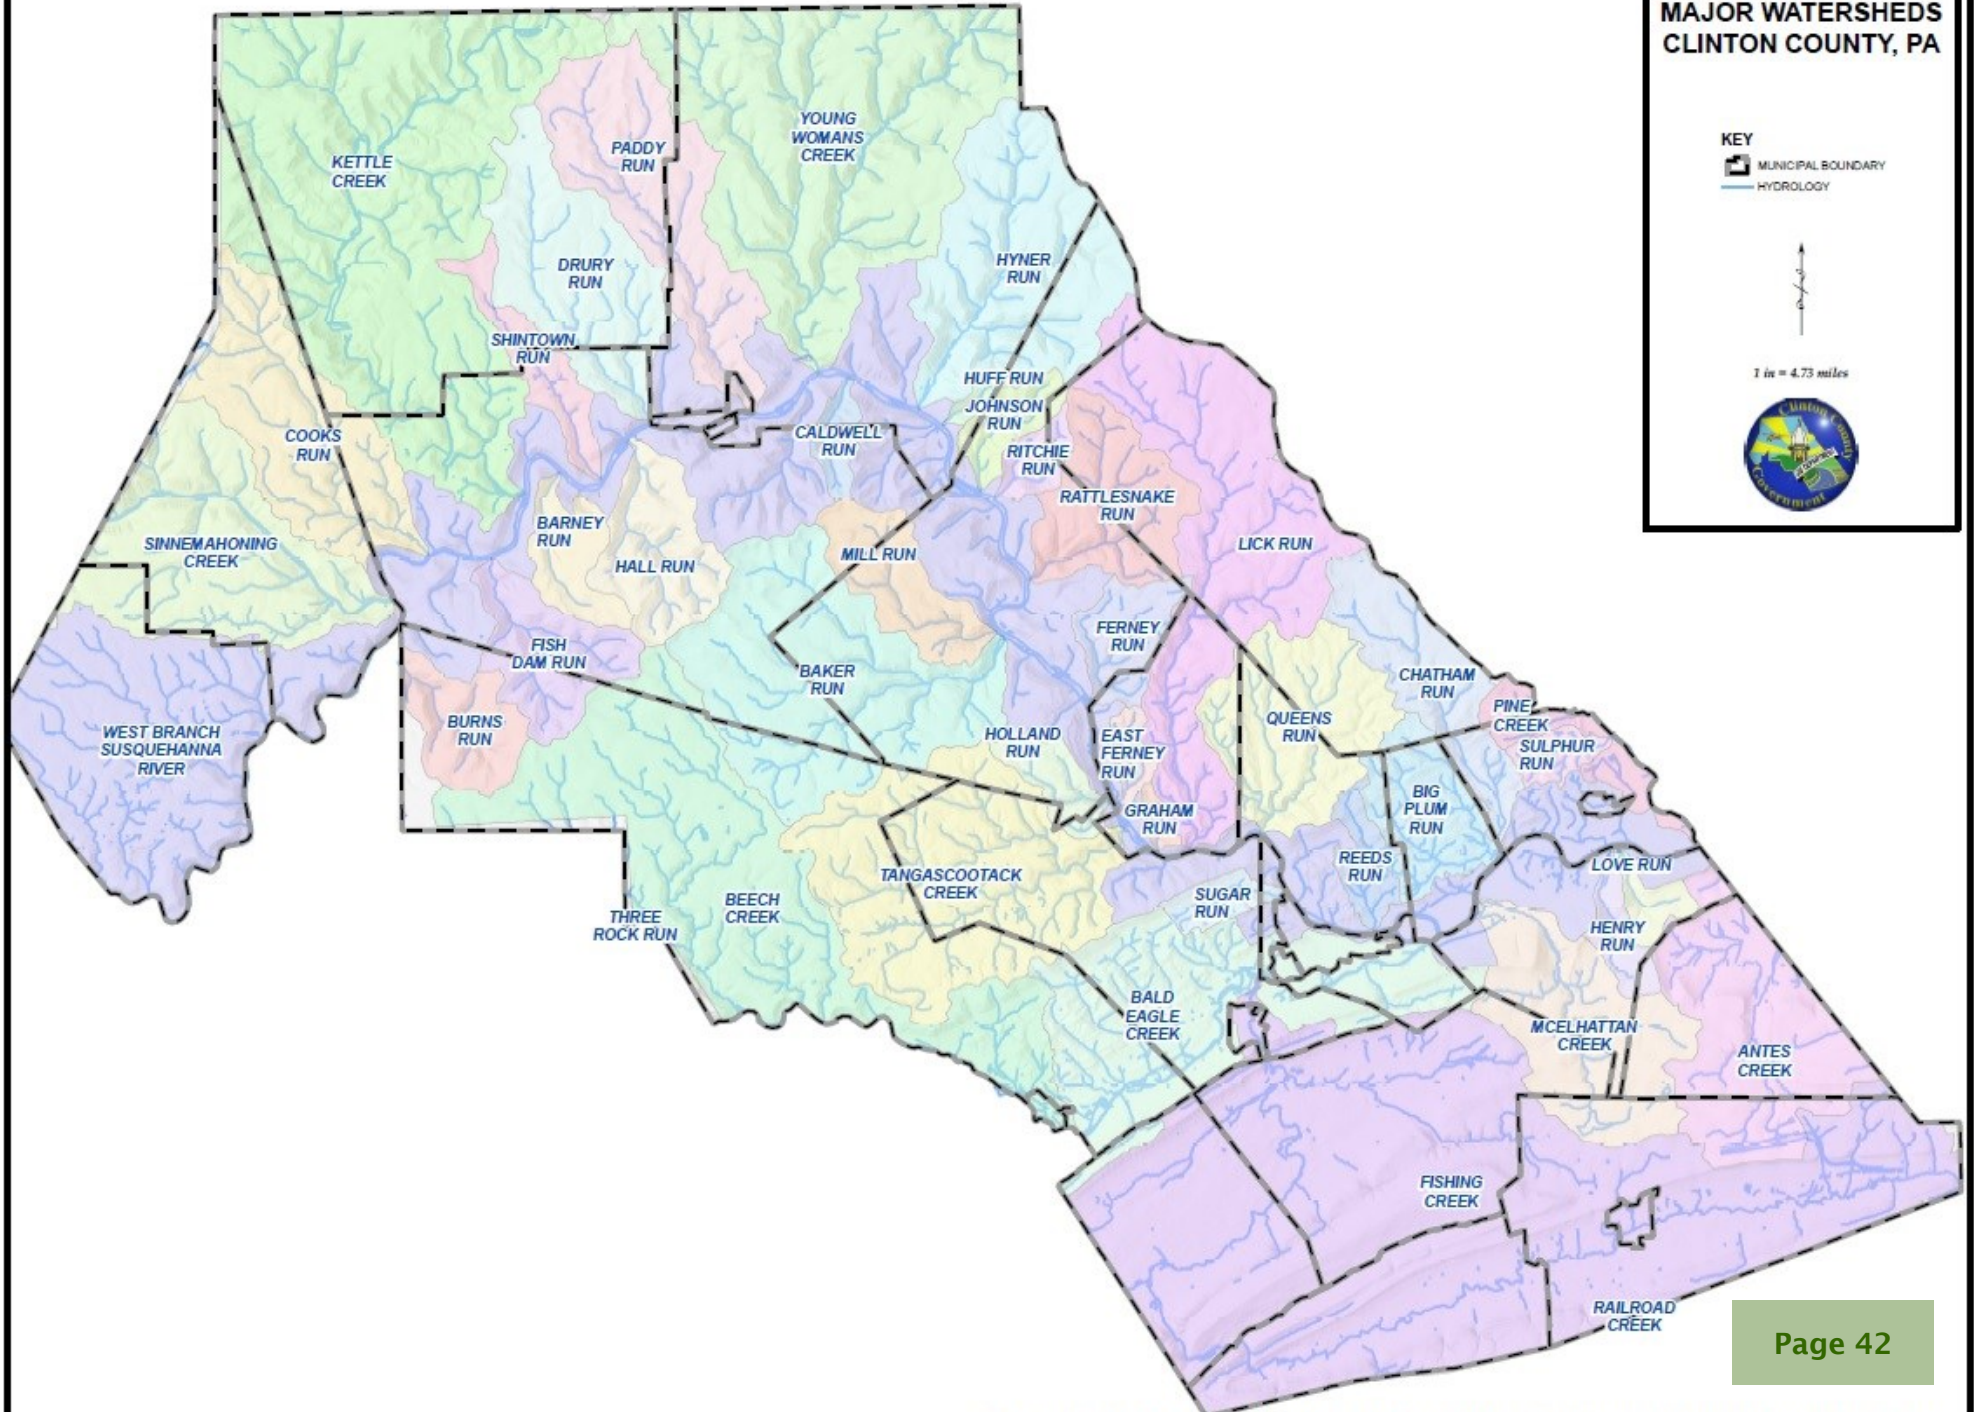 MAJOR WATERSHEDS
CLINTON COUNTY, PA
KEY
MUNICIPAL BOUNDARY
HYDROLOGY
1 in = 4.73 miles
Clinton County
Government
YOUNG
WOMANS
CREEK
PADDY
RUN
KETTLE
CREEK
DRURY
RUN
HYNER
RUN
SHINTOWN
RUN
HUFF RUN
JOHNSON
RUN
COOKS
RUN
CALDWELL
RUN
RITCHIE
RUN
RATTLESNAKE
RUN
BARNEY
RUN
SINNEMAHONING
CREEK
HALL RUN
MILL RUN
LICK RUN
FERNEY
RUN
FISH
DAM RUN
BAKER
RUN
CHATHAM
RUN
PINE
CREEK
BURNS
RUN
WEST BRANCH
SUSQUEHANNA
RIVER
HOLLAND
RUN
EAST
FERNEY
RUN
QUEENS
RUN
SULPHUR
RUN
BIG
PLUM
RUN
GRAHAM
RUN
REEDS
RUN
LOVE RUN
TANGASCOOTACK
CREEK
BEECH
CREEK
SUGAR
RUN
THREE
ROCK RUN
HENRY
RUN
BALD
EAGLE
CREEK
MCELHATTAN
CREEK
ANTES
CREEK
FISHING
CREEK
RAILROAD
CREEK
Page 42